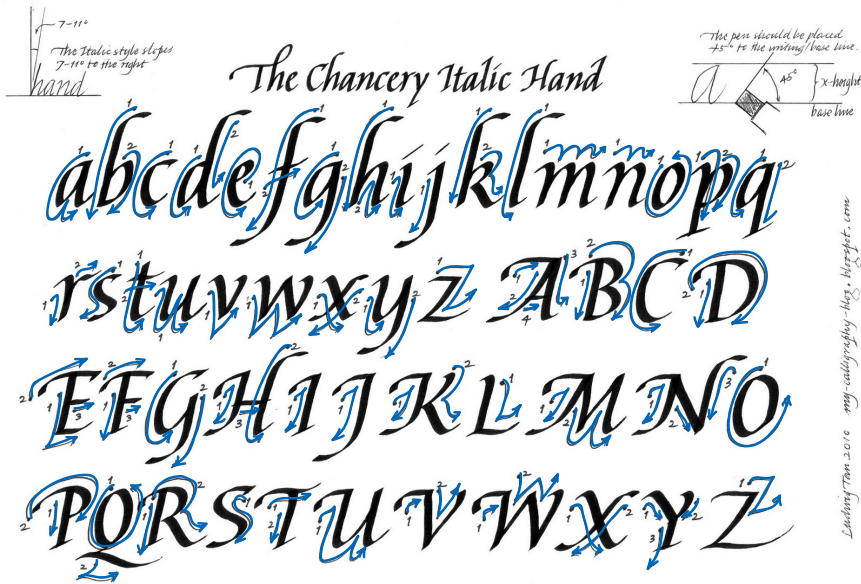 7-11°
The Italic style slopes
7-11° to the right
hand
The Chancery Italic Hand
The pen should be placed
45° to the writing/base line.
a
45°
x-height
base line
abcdefghijklmnopq
rstuvwxyz ABCD
EFGHIJKLMNO
PQRSTUVWXYZ
Ludwig Tan 2010 my-calligraphy-blog.blogspot.com